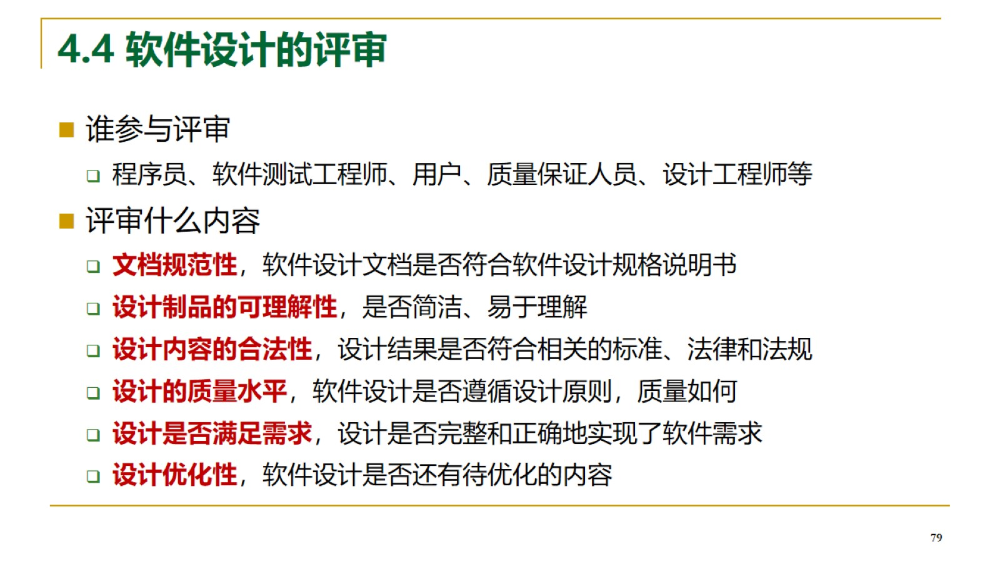 4.4 软件设计的评审
谁参与评审
程序员、软件测试工程师、用户、质量保证人员、设计工程师等
评审什么内容
文档规范性，软件设计文档是否符合软件设计规格说明书
设计制品的可理解性，是否简洁、易于理解
设计内容的合法性，设计结果是否符合相关的标准、法律和法规
设计的质量水平，软件设计是否遵循设计原则，质量如何
设计是否满足需求，设计是否完整和正确地实现了软件需求
设计优化性，软件设计是否还有待优化的内容
79